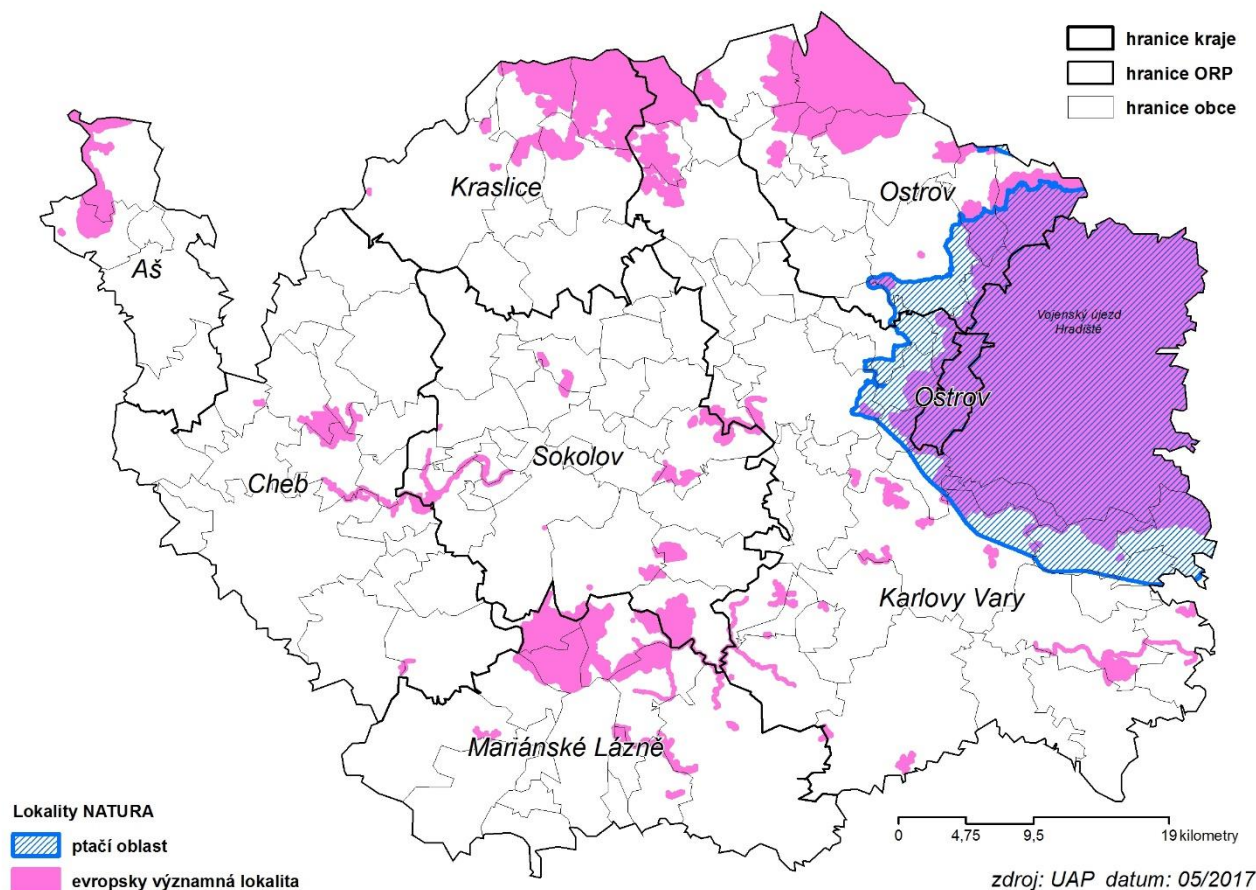 hranice kraje
hranice ORP
hranice obce
Kraslice
Ostrov
Aš
Vojenský újezd
Hradiště
Ostrov
Sokolov
Cheb
Karlovy Vary
Mariánské Lázně
Lokality NATURA
ptačí oblast
evropsky významná lokalita
0 4,75 9,5 19 kilometry
zdroj: UAP datum: 05/2017